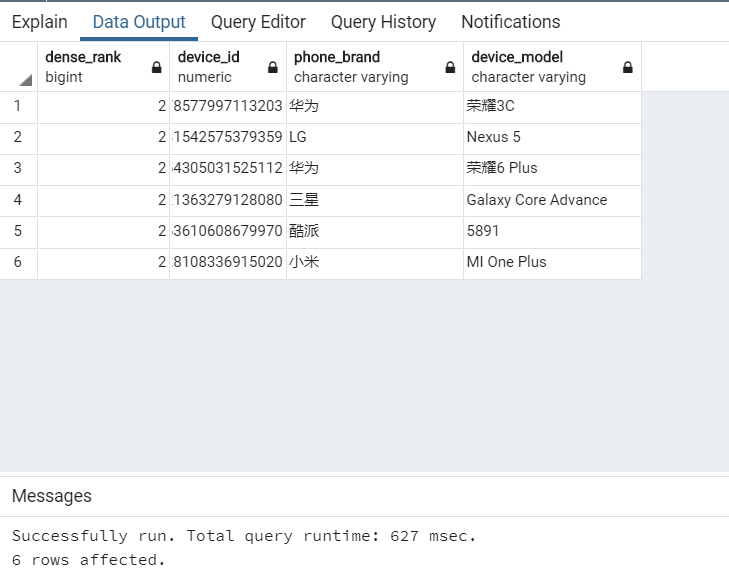 Explain Data Output Query Editor Query History Notifications
dense_rank device_id phone_brand device_model
bigint numeric character varying character varying
1 2 8577997113203 华为 荣耀3C
2 2 1542575379359 LG Nexus 5
3 2 4305031525112 华为 荣耀6 Plus
4 2 1363279128080 三星 Galaxy Core Advance
5 2 3610608679970 酷派 5891
6 2 8108336915020 小米 MI One Plus
Messages
Successfully run. Total query runtime: 627 msec.
6 rows affected.